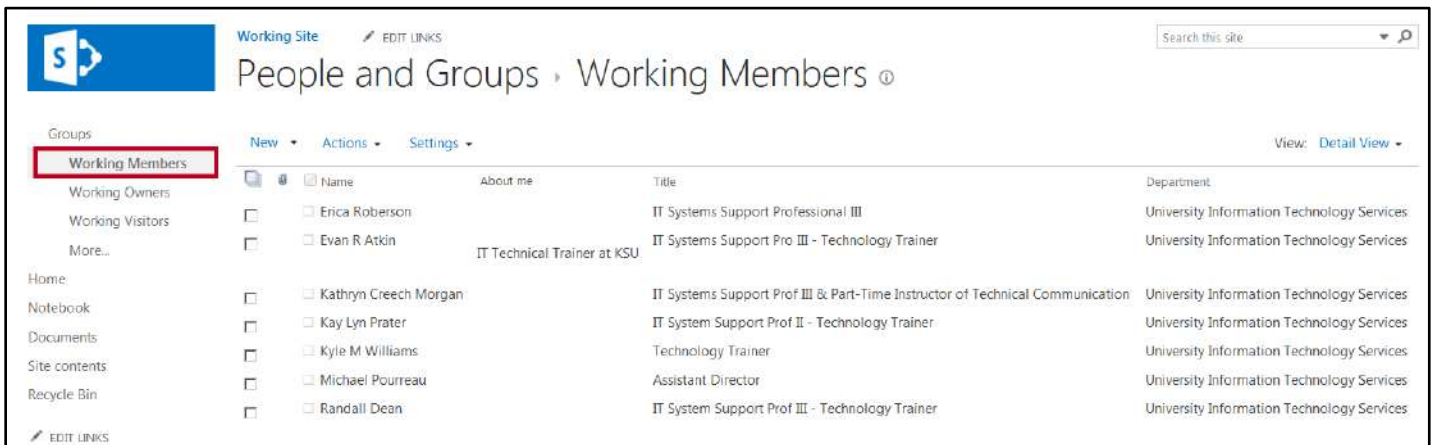 S
Working Site EDIT LINKS Search this site
People and Groups › Working Members
Groups
Working Members
Working Owners
Working Visitors
More...
Home
Notebook
Documents
Site contents
Recycle Bin
EDIT LINKS
New Actions Settings View: Detail View
Name About me Title Department
Erica Roberson IT Systems Support Professional III University Information Technology Services
Evan R Atkin IT Technical Trainer at KSU IT Systems Support Pro III - Technology Trainer University Information Technology Services
Kathryn Creech Morgan IT Systems Support Prof III & Part-Time Instructor of Technical Communication University Information Technology Services
Kay Lyn Prater IT System Support Prof II - Technology Trainer University Information Technology Services
Kyle M Williams Technology Trainer University Information Technology Services
Michael Pourreau Assistant Director University Information Technology Services
Randall Dean IT System Support Prof III - Technology Trainer University Information Technology Services